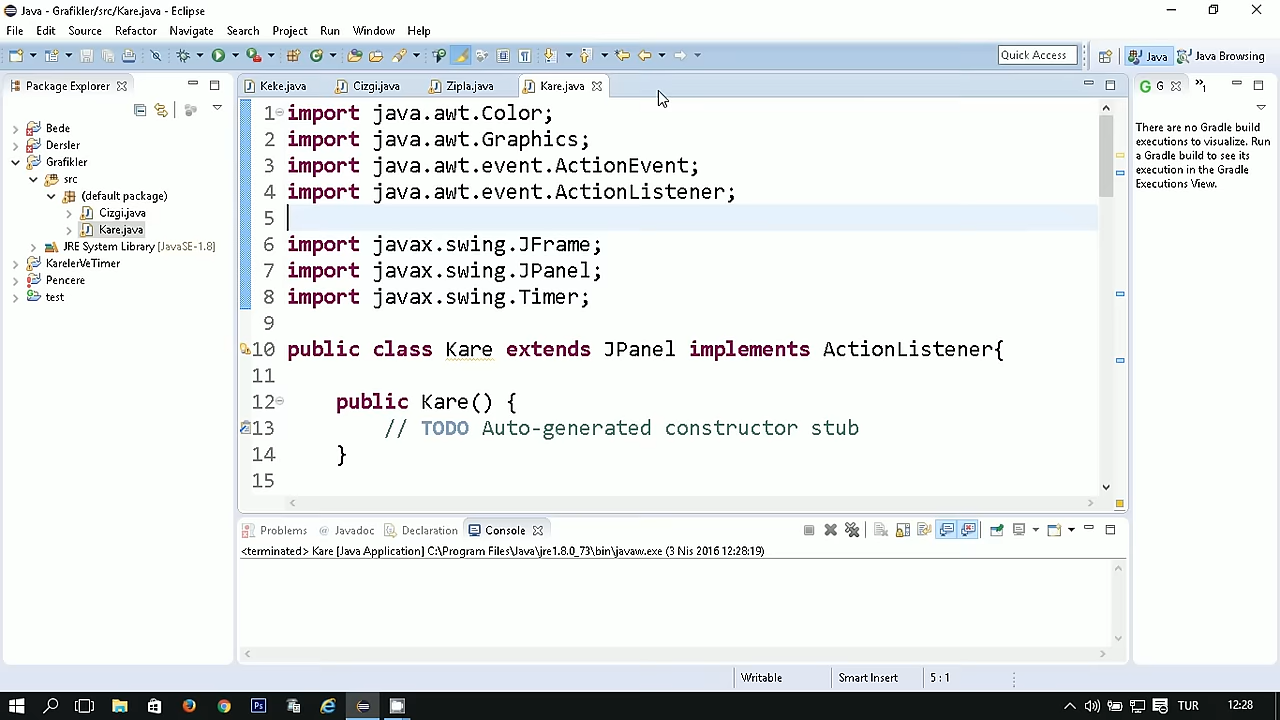 Java - Grafikler/src/Kare.java - Eclipse
File Edit Source Refactor Navigate Search Project Run Window Help
Quick Access
Java
Java Browsing
Package Explorer
Bede
Dersler
Grafikler
src
(default package)
Cizgi.java
Kare.java
JRE System Library [JavaSE-1.8]
KarelerVeTimer
Pencere
test
Keke.java Cizgi.java Zipla.java Kare.java
1 import java.awt.Color;
2 import java.awt.Graphics;
3 import java.awt.event.ActionEvent;
4 import java.awt.event.ActionListener;
5
6 import javax.swing.JFrame;
7 import javax.swing.JPanel;
8 import javax.swing.Timer;
9
10 public class Kare extends JPanel implements ActionListener{
11
12 public Kare() {
13 // TODO Auto-generated constructor stub
14 }
15
G
There are no Gradle build
executions to visualize. Run
a Gradle build to see its
execution in the Gradle
Executions View.
Problems @ Javadoc Declaration Console
<terminated> Kare [Java Application] C:\Program Files\Java\jre1.8.0_73\bin\javaw.exe (3 Nis 2016 12:28:19)
Writable Smart Insert 5 : 1
Ps
TUR 12:28